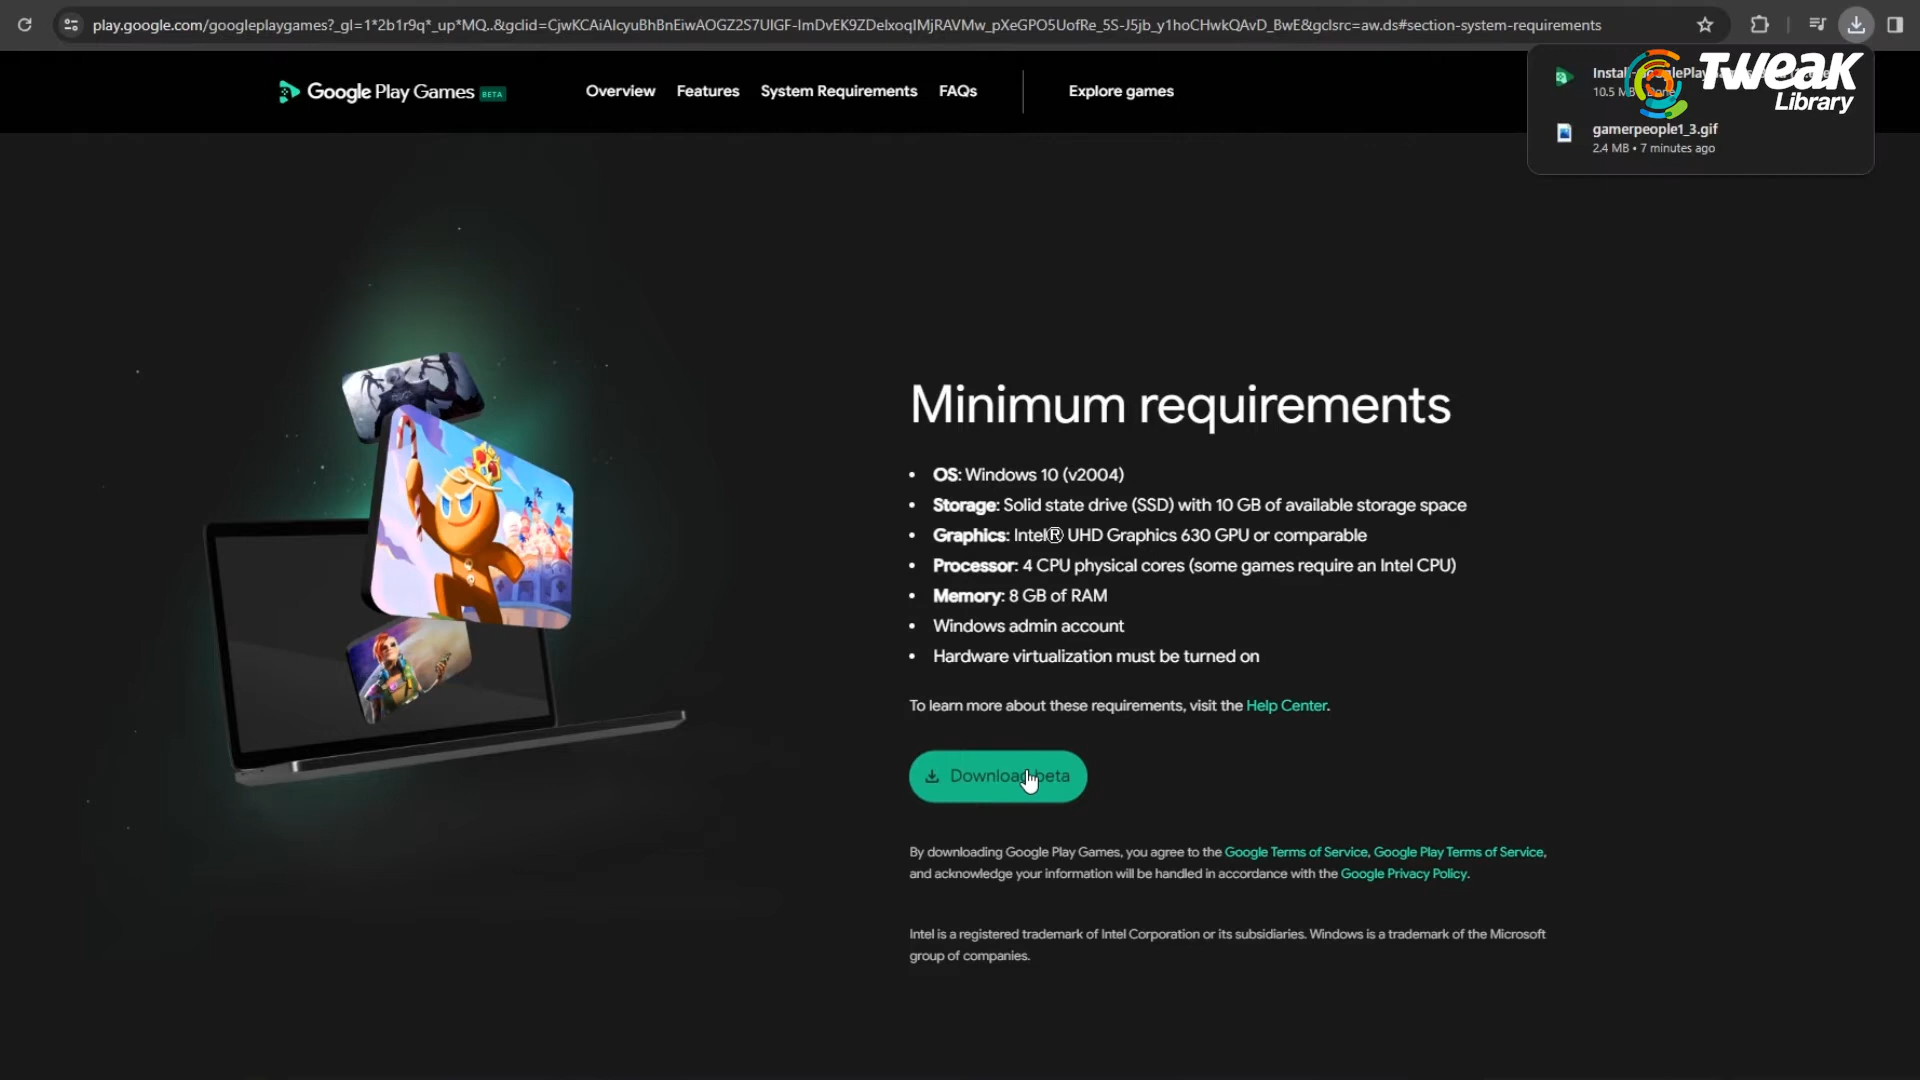 play.google.com/googleplaygames?_gl=1*2b1r9q*_up*MQ..&gclid=CjwKCAiAlcyuBhBnEiwAOGZ2S7UlGF-ImDvEK9ZDelxoqIMjRAVMw_pXeGPO5UofRe_5S-J5jb_y1hoCHwkQAvD_BwE&gclsrc=aw.ds#section-system-requirements
Google Play Games BETA
Overview
Features
System Requirements
FAQs
Explore games
10.5 MB
Done
TWEAK
Library
gamerpeople1_3.gif
2.4 MB • 7 minutes ago
Minimum requirements
• OS: Windows 10 (v2004)
• Storage: Solid state drive (SSD) with 10 GB of available storage space
• Graphics: Intel® UHD Graphics 630 GPU or comparable
• Processor: 4 CPU physical cores (some games require an Intel CPU)
• Memory: 8 GB of RAM
• Windows admin account
• Hardware virtualization must be turned on
To learn more about these requirements, visit the Help Center.
Download beta
By downloading Google Play Games, you agree to the Google Terms of Service, Google Play Terms of Service,
and acknowledge your information will be handled in accordance with the Google Privacy Policy.
Intel is a registered trademark of Intel Corporation or its subsidiaries. Windows is a trademark of the Microsoft
group of companies.